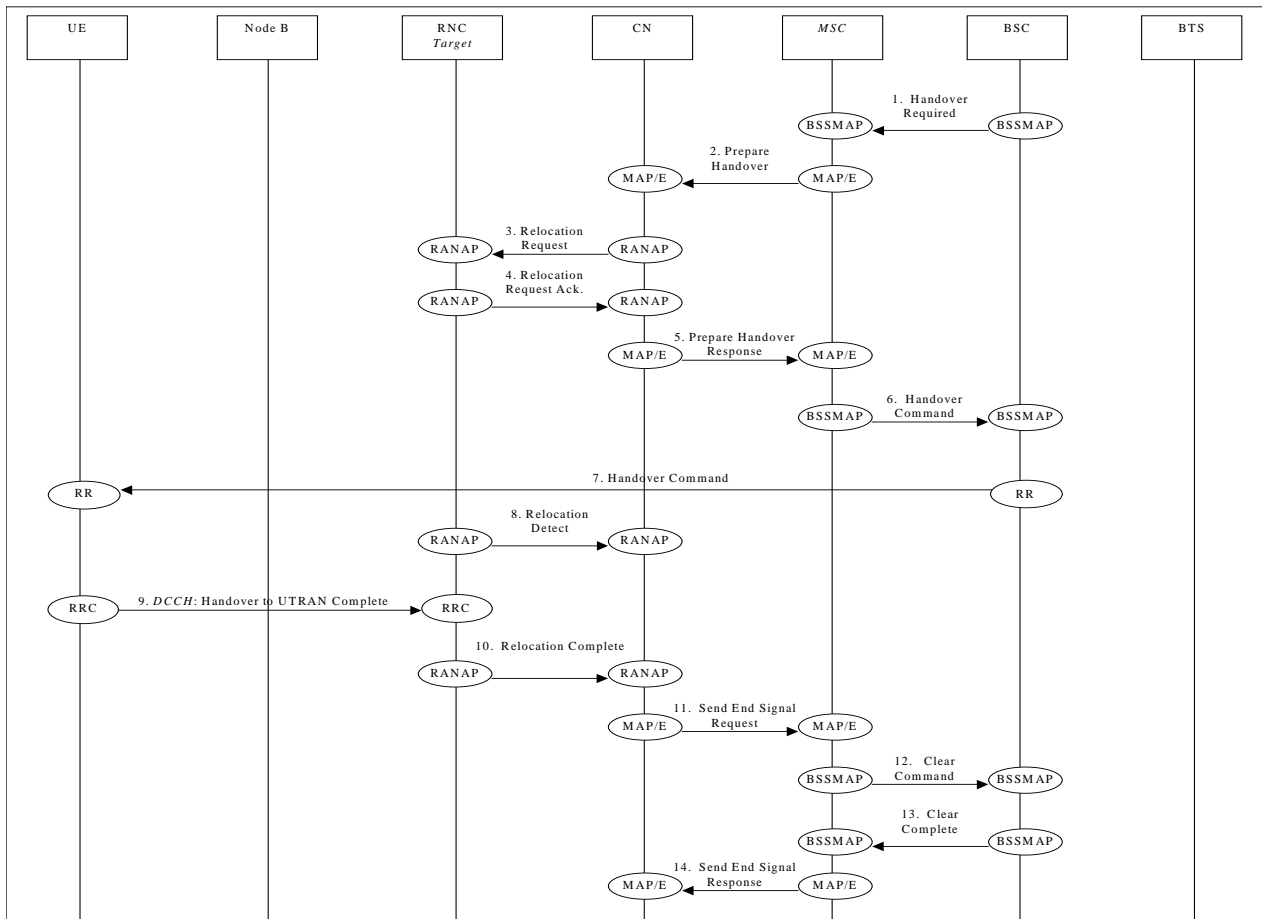 UE
Node B
RNC
Target
CN
MSC
BSC
BTS
1. Handover
Required
BSSMAP
BSSMAP
2. Prepare
Handover
MAP/E
MAP/E
3. Relocation
Request
RANAP
RANAP
4. Relocation
Request Ack.
RANAP
RANAP
5. Prepare Handover
Response
MAP/E
MAP/E
6. Handover
Command
BSSMAP
BSSMAP
7. Handover Command
RR
RR
8. Relocation
Detect
RANAP
RANAP
9. DCCH: Handover to UTRAN Complete
RRC
RRC
10. Relocation Complete
RANAP
RANAP
11. Send End Signal
Request
MAP/E
MAP/E
12. Clear
Command
BSSMAP
BSSMAP
13. Clear
Complete
BSSMAP
BSSMAP
14. Send End Signal
Response
MAP/E
MAP/E